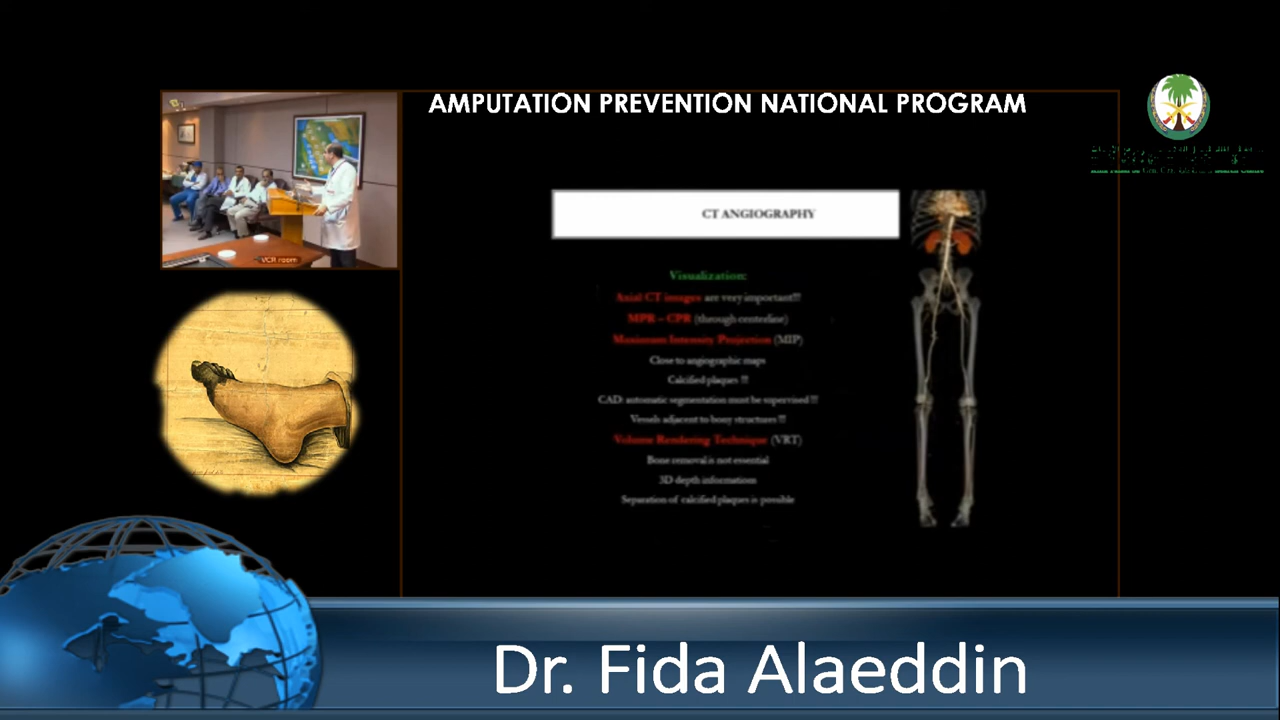 AMPUTATION PREVENTION NATIONAL PROGRAM
VCR room
CT ANGIOGRAPHY
Visualization:
Axial CT images are very important!!!
MPR – CPR (through centerline)
Maximum Intensity Projection (MIP)
Close to angiographic maps
Calcified plaques !!!
CAD: automatic segmentation must be supervised !!!
Vessels adjacent to bony structures !!!
Volume Rendering Technique (VRT)
Bone removal is not essential
3D depth informations
Separation of calcified plaques is possible
Dr. Fida Alaeddin